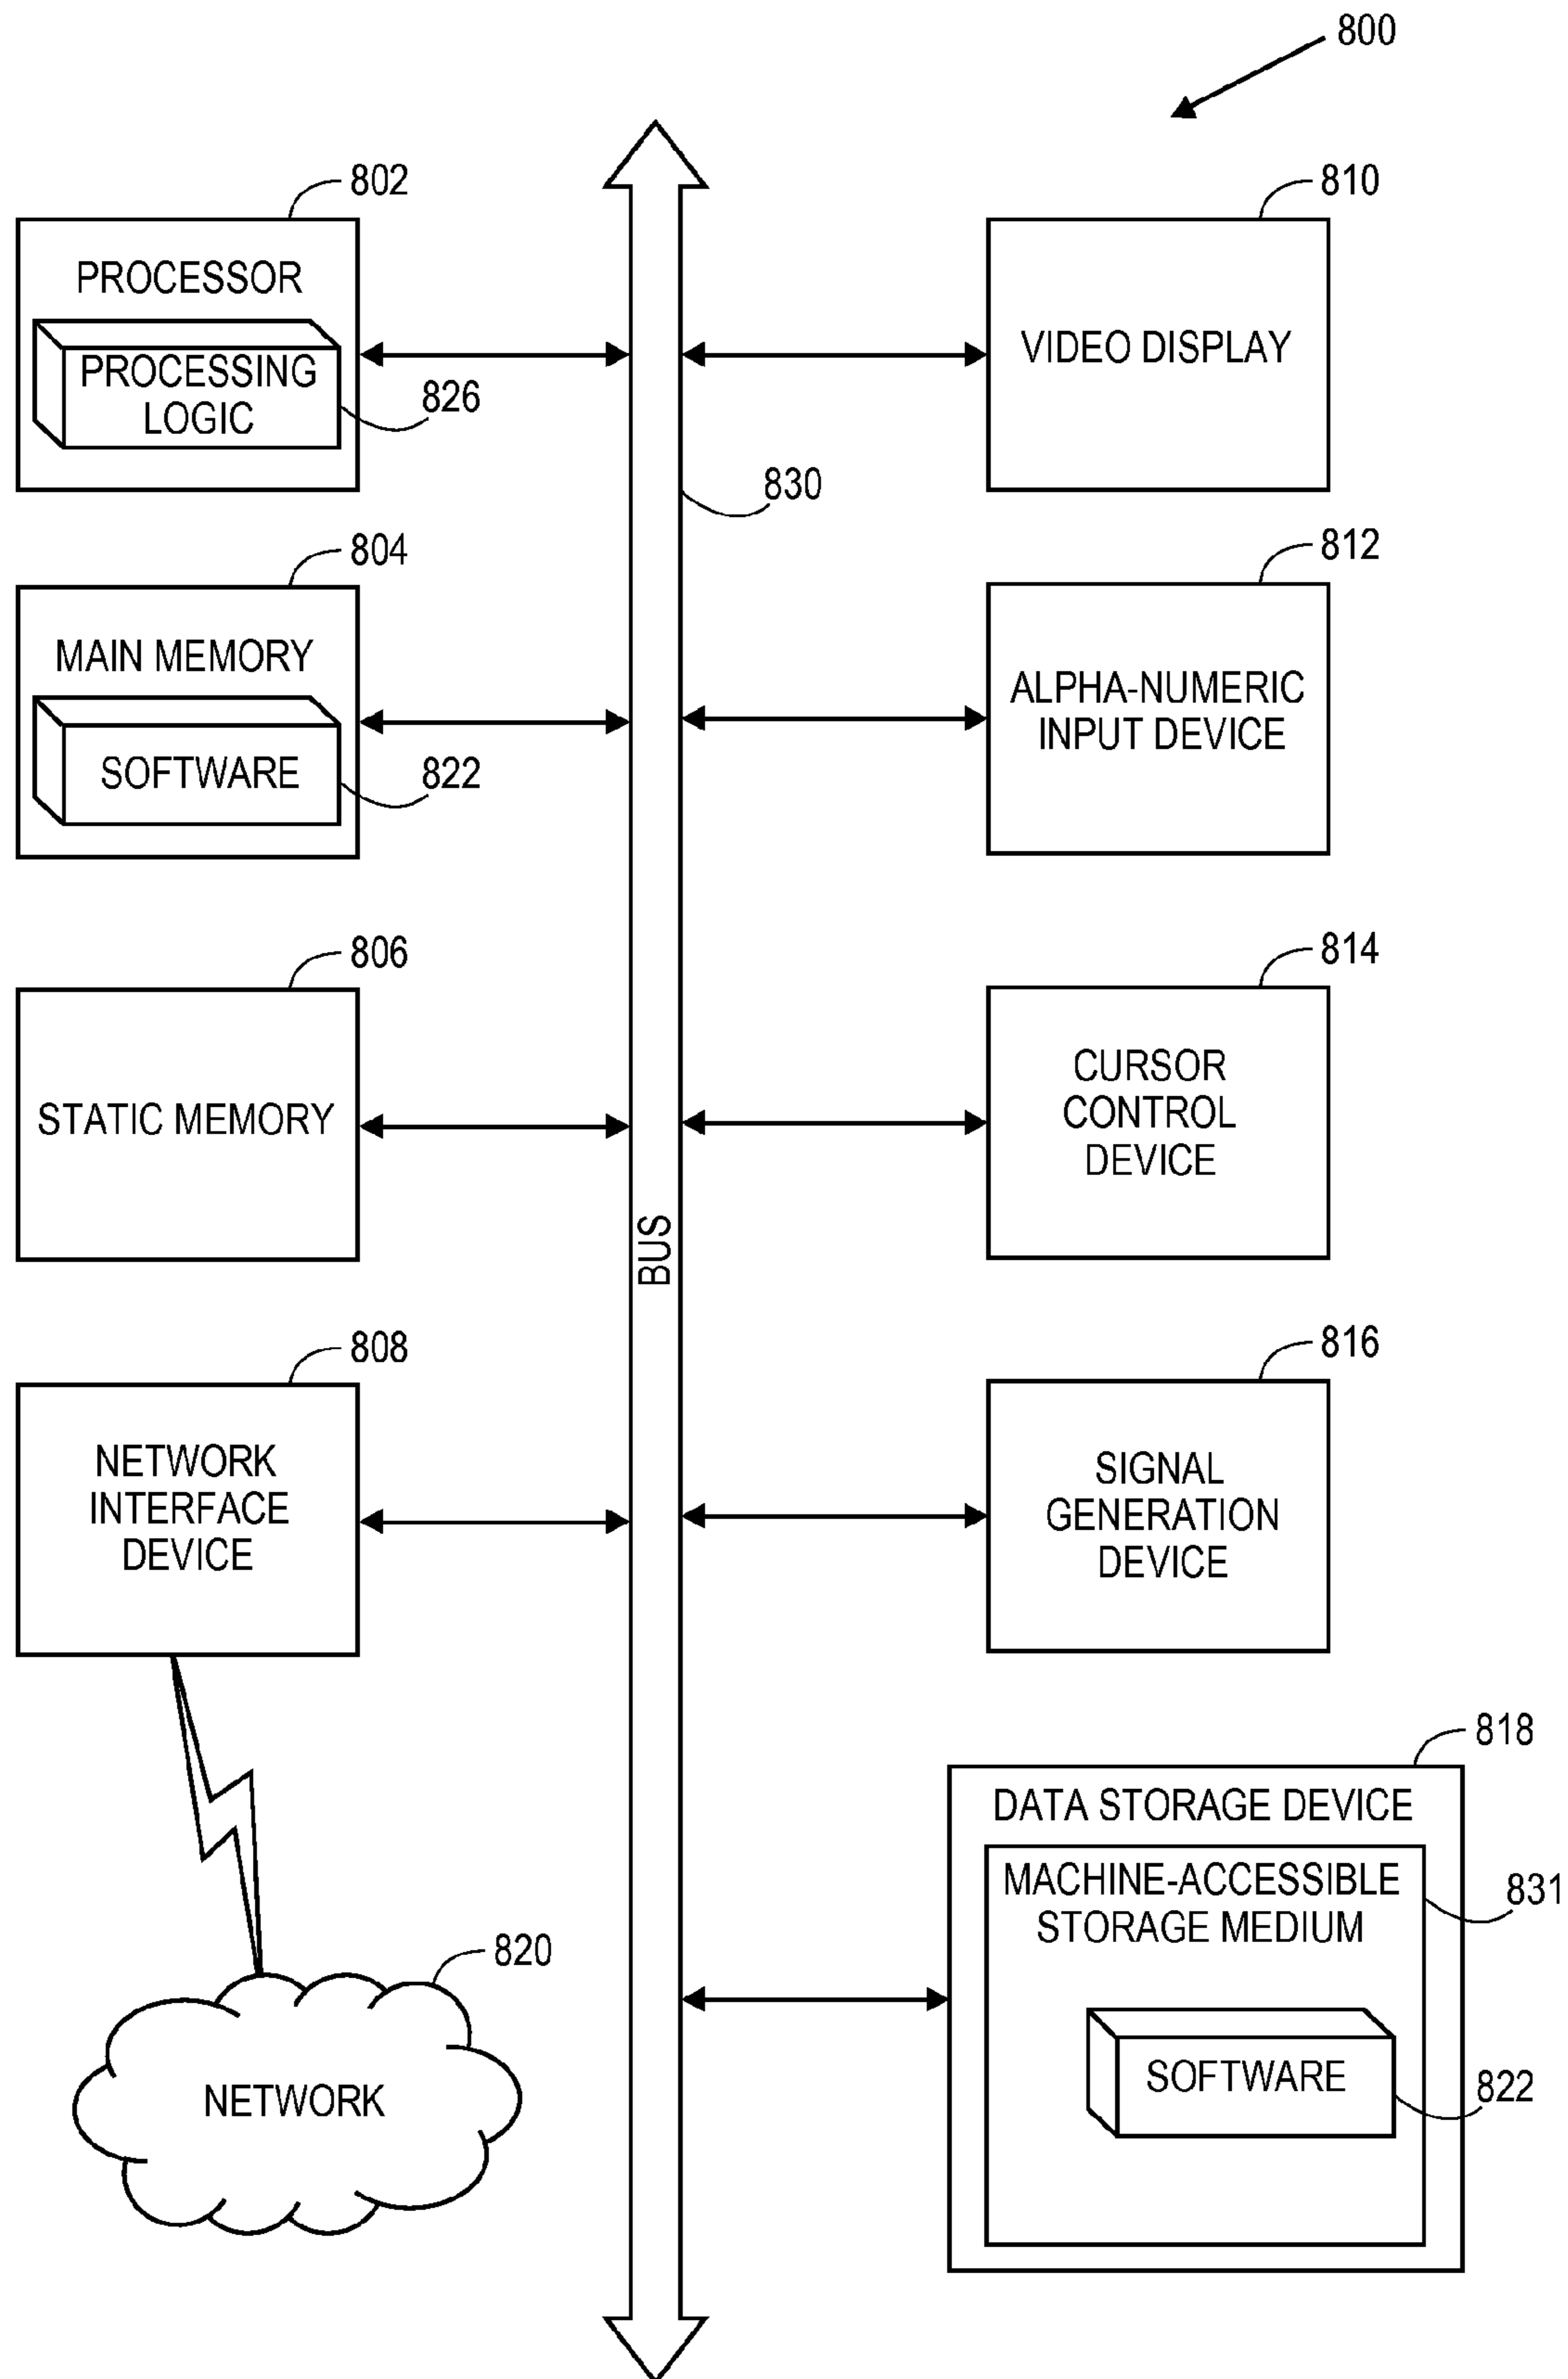 800
802
PROCESSOR
PROCESSING
LOGIC
826
810
VIDEO DISPLAY
830
804
MAIN MEMORY
SOFTWARE
822
812
ALPHA-NUMERIC
INPUT DEVICE
806
STATIC MEMORY
814
CURSOR
CONTROL
DEVICE
BUS
808
NETWORK
INTERFACE
DEVICE
816
SIGNAL
GENERATION
DEVICE
818
DATA STORAGE DEVICE
MACHINE-ACCESSIBLE
STORAGE MEDIUM
831
SOFTWARE
822
820
NETWORK